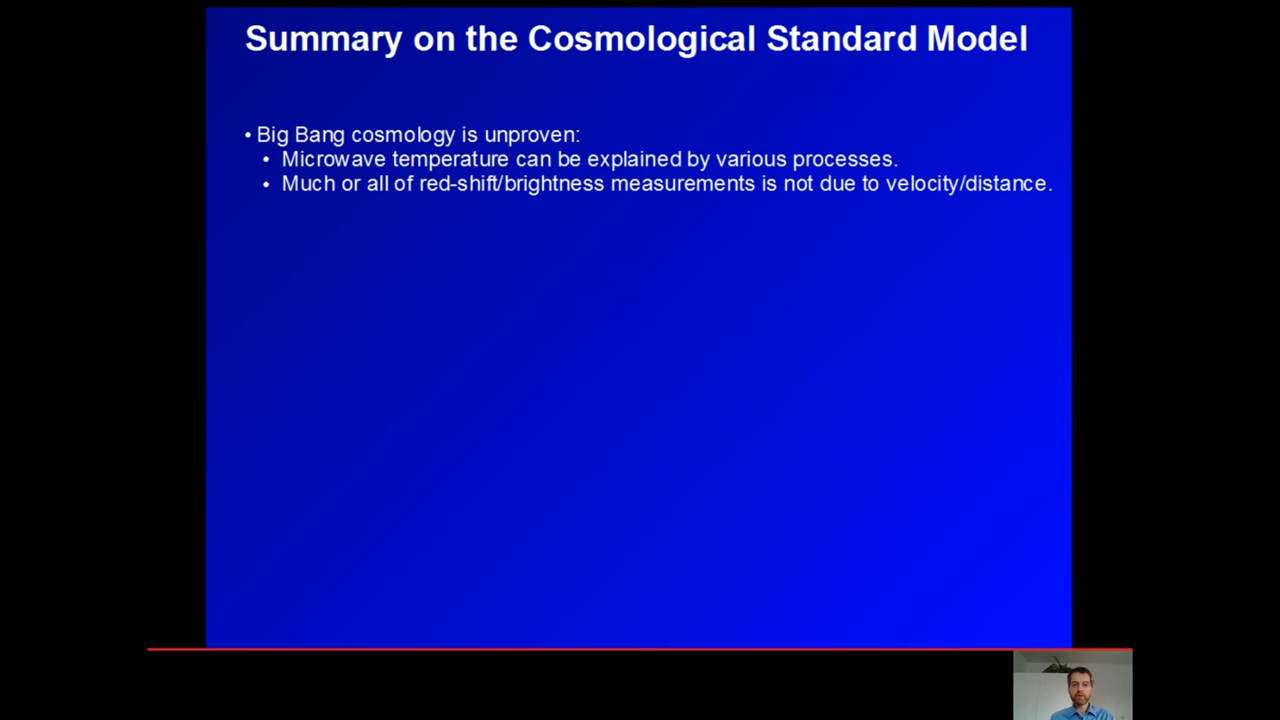 Summary on the Cosmological Standard Model
• Big Bang cosmology is unproven:
• Microwave temperature can be explained by various processes.
• Much or all of red-shift/brightness measurements is not due to velocity/distance.